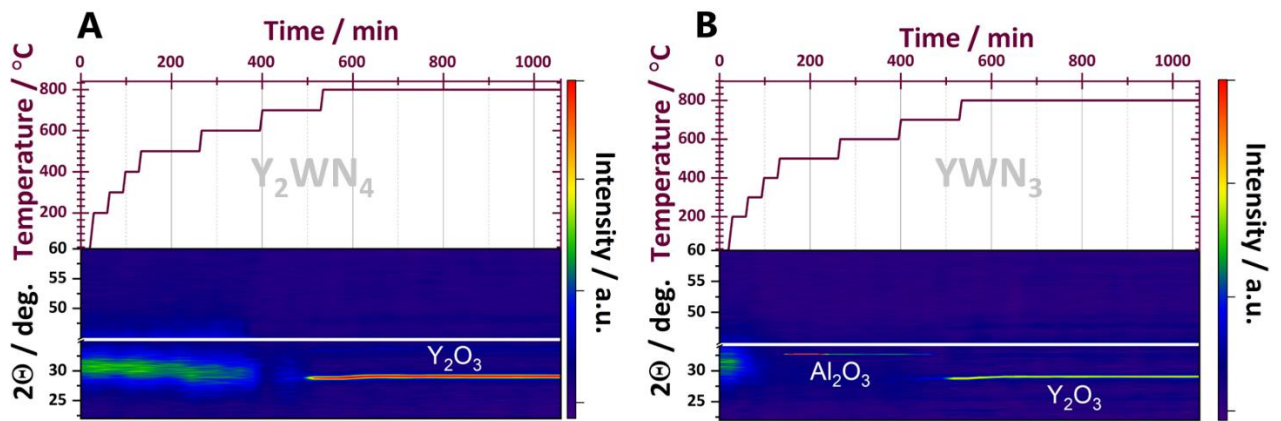 A
Time / min
0 200 400 600 800 1000
Temperature / °C
800
600
400
200
Y₂WN₄
60
55
50
30
25
2Θ / deg.
Y₂O₃
Intensity / a.u.
B
Time / min
0 200 400 600 800 1000
Temperature / °C
800
600
400
200
YWN₃
60
55
50
30
25
2Θ / deg.
Al₂O₃
Y₂O₃
Intensity / a.u.